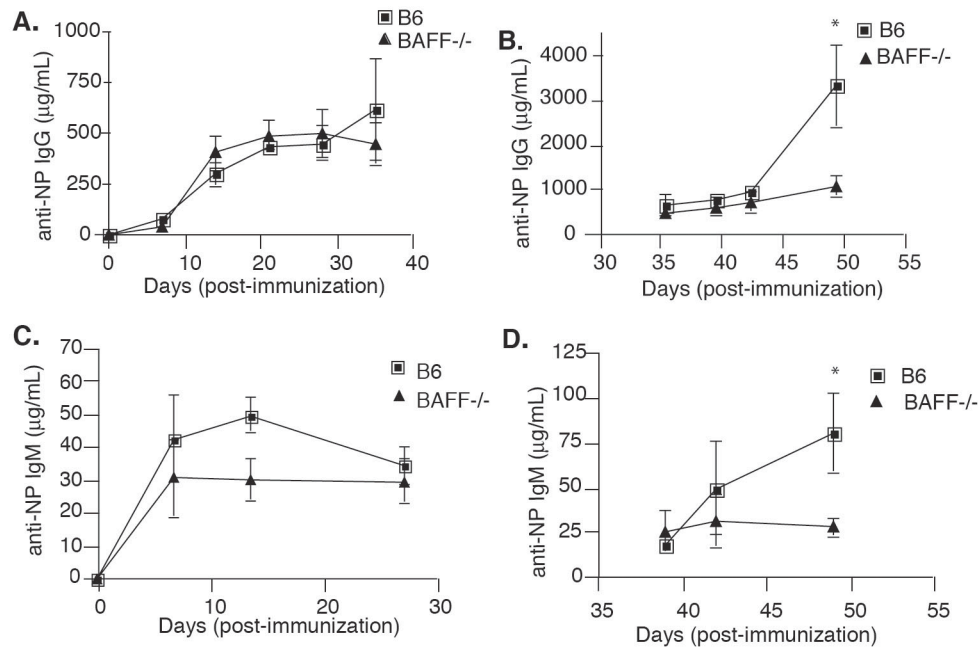 A.
B6
BAFF-/-
1000
750
500
250
0
anti-NP IgG (µg/mL)
0 10 20 30 40
Days (post-immunization)
B.
*
B6
BAFF-/-
4000
3000
2000
1000
0
anti-NP IgG (µg/mL)
30 35 40 45 50 55
Days (post-immunization)
C.
B6
BAFF-/-
70
60
50
40
30
20
10
0
anti-NP IgM (µg/mL)
0 10 20 30
Days (post-immunization)
D.
*
B6
BAFF-/-
125
100
75
50
25
0
anti-NP IgM (µg/mL)
35 40 45 50 55
Days (post-immunization)